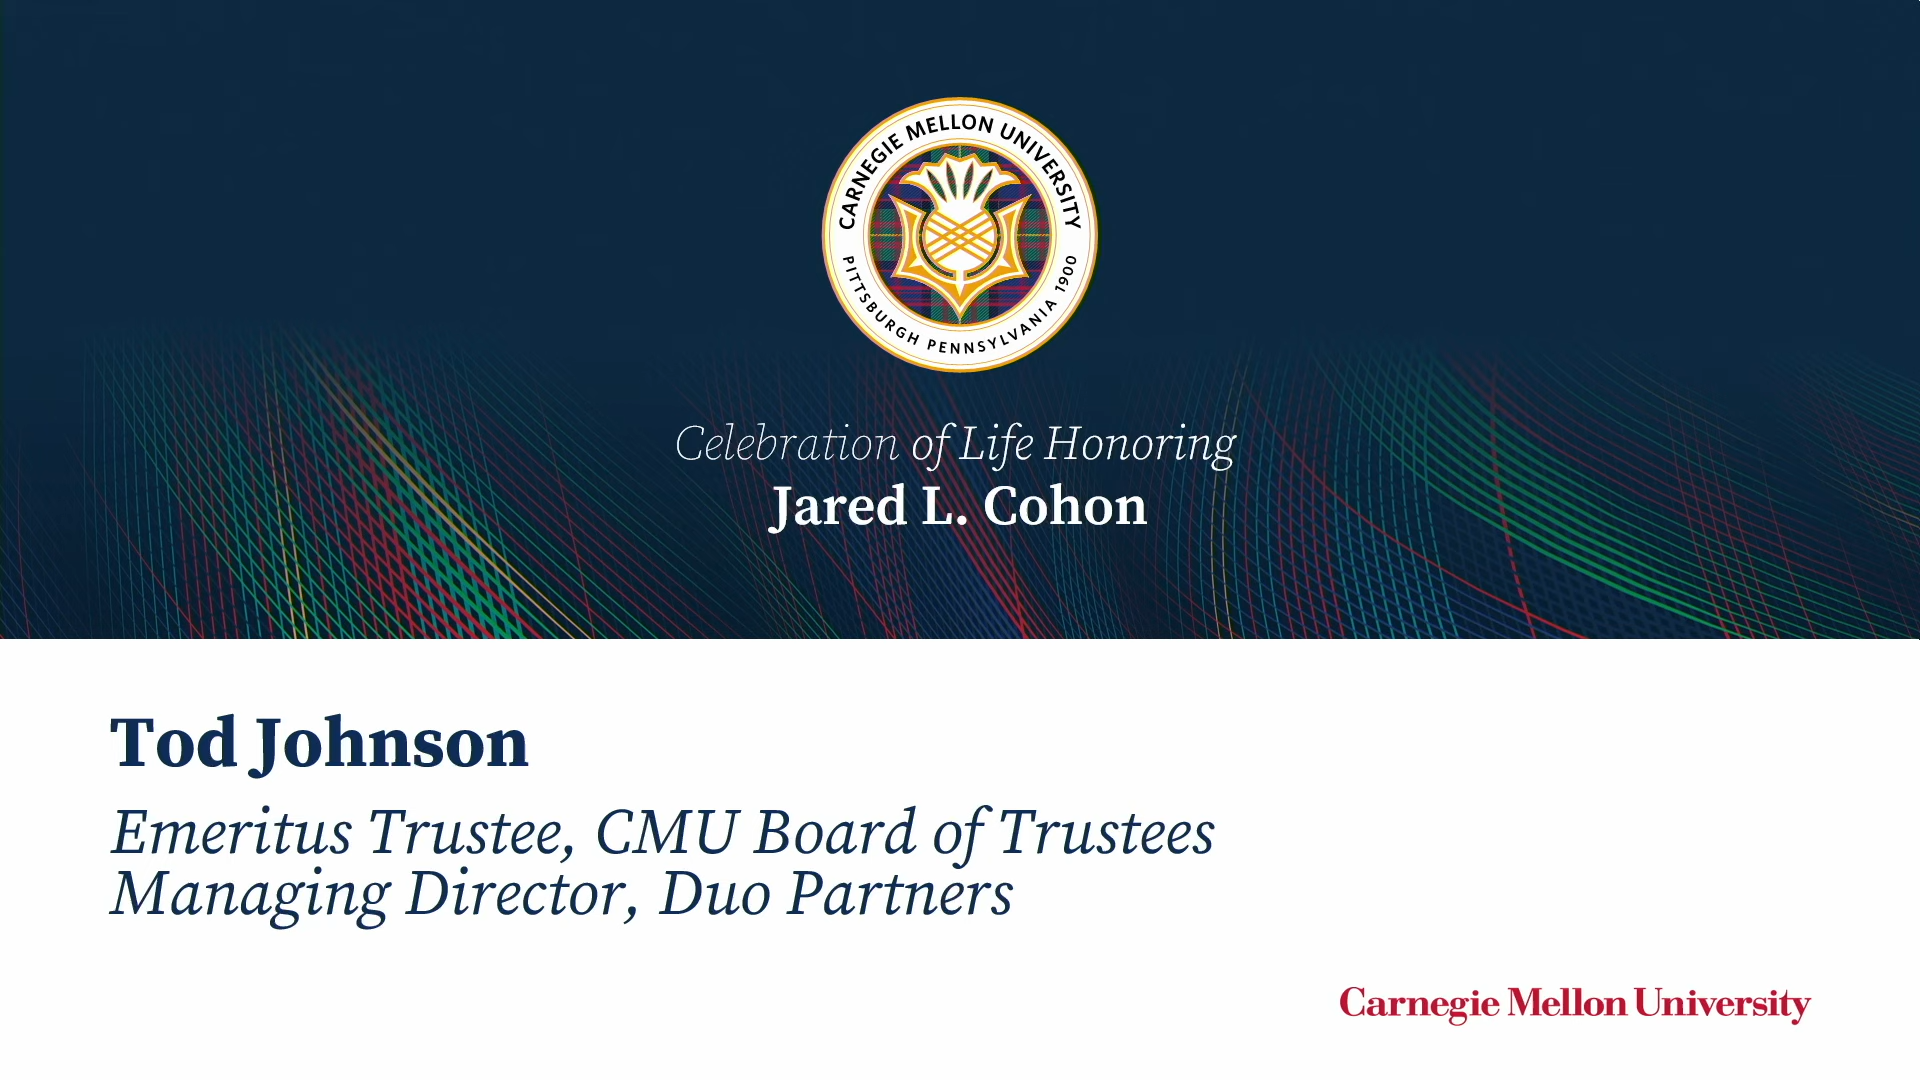 CARNEGIE MELLON UNIVERSITY
PITTSBURGH PENNSYLVANIA 1900
Celebration of Life Honoring
Jared L. Cohon
Tod Johnson
Emeritus Trustee, CMU Board of Trustees
Managing Director, Duo Partners
Carnegie Mellon University